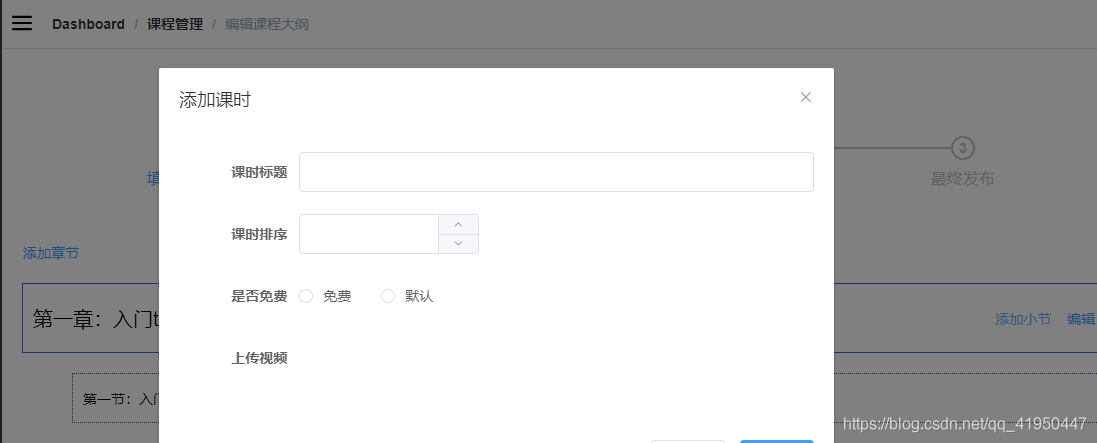 Dashboard / 课程管理 / 编辑课程大纲
添加课时
课时标题
3
填
最终发布
课时排序
添加章节
是否免费 免费 默认
第一章：入门
添加小节 编辑
上传视频
第一节：入门
https://blog.csdn.net/qq_41950447